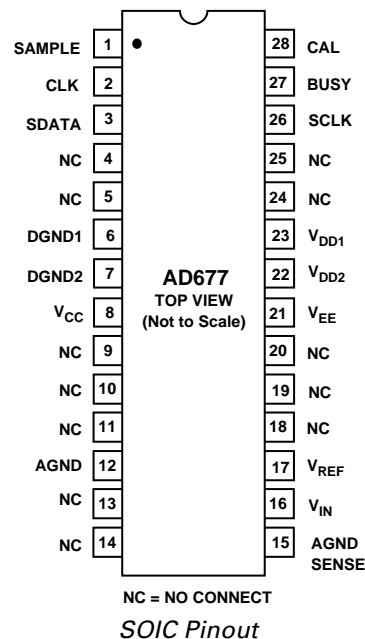 SAMPLE 1 28 CAL
CLK 2 27 BUSY
SDATA 3 26 SCLK
NC 4 25 NC
NC 5 24 NC
DGND1 6 23 VDD1
DGND2 7 22 VDD2
AD677
TOP VIEW
(Not to Scale)
VCC 8 21 VEE
NC 9 20 NC
NC 10 19 NC
NC 11 18 NC
AGND 12 17 VREF
NC 13 16 VIN
NC 14 15 AGND
SENSE
NC = NO CONNECT
SOIC Pinout